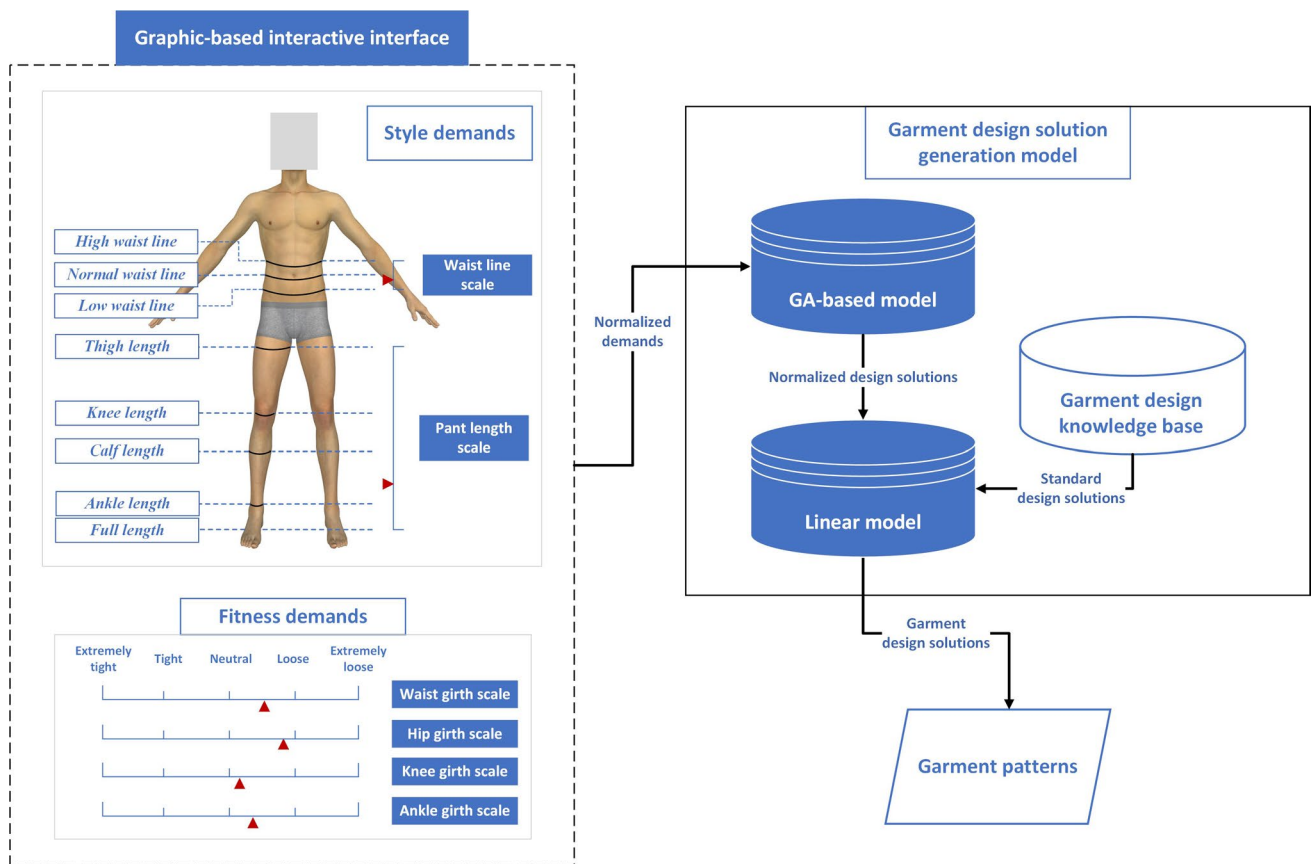 Graphic-based interactive interface
Style demands
High waist line
Normal waist line
Low waist line
Thigh length
Knee length
Calf length
Ankle length
Full length
Waist line
scale
Pant length
scale
Fitness demands
Extremely
tight
Tight
Neutral
Loose
Extremely
loose
Waist girth scale
Hip girth scale
Knee girth scale
Ankle girth scale
Normalized
demands
Garment design solution
generation model
GA-based model
Normalized design solutions
Garment design
knowledge base
Standard
design solutions
Linear model
Garment
design solutions
Garment patterns